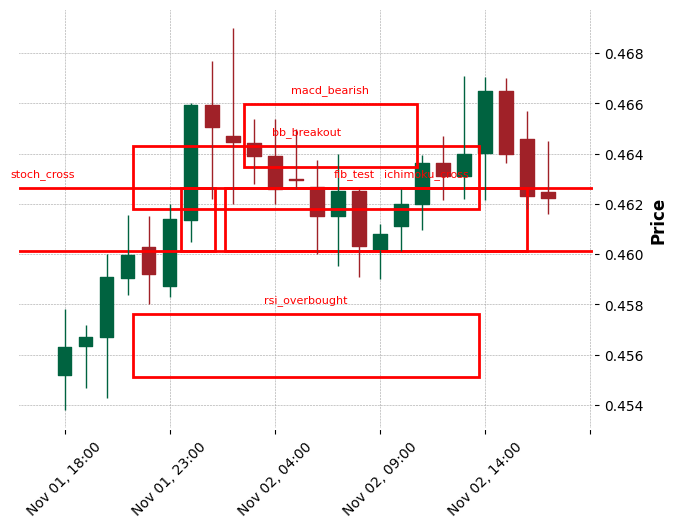 0.468
macd_bearish
0.466
bb_breakout
0.464
stoch_cross
fib_test
0.462
Price
0.460
rsi_overbought
0.458
0.456
0.454
Nov 01, 18:00
Nov 01, 23:00
Nov 02, 04:00
Nov 02, 09:00
Nov 02, 14:00